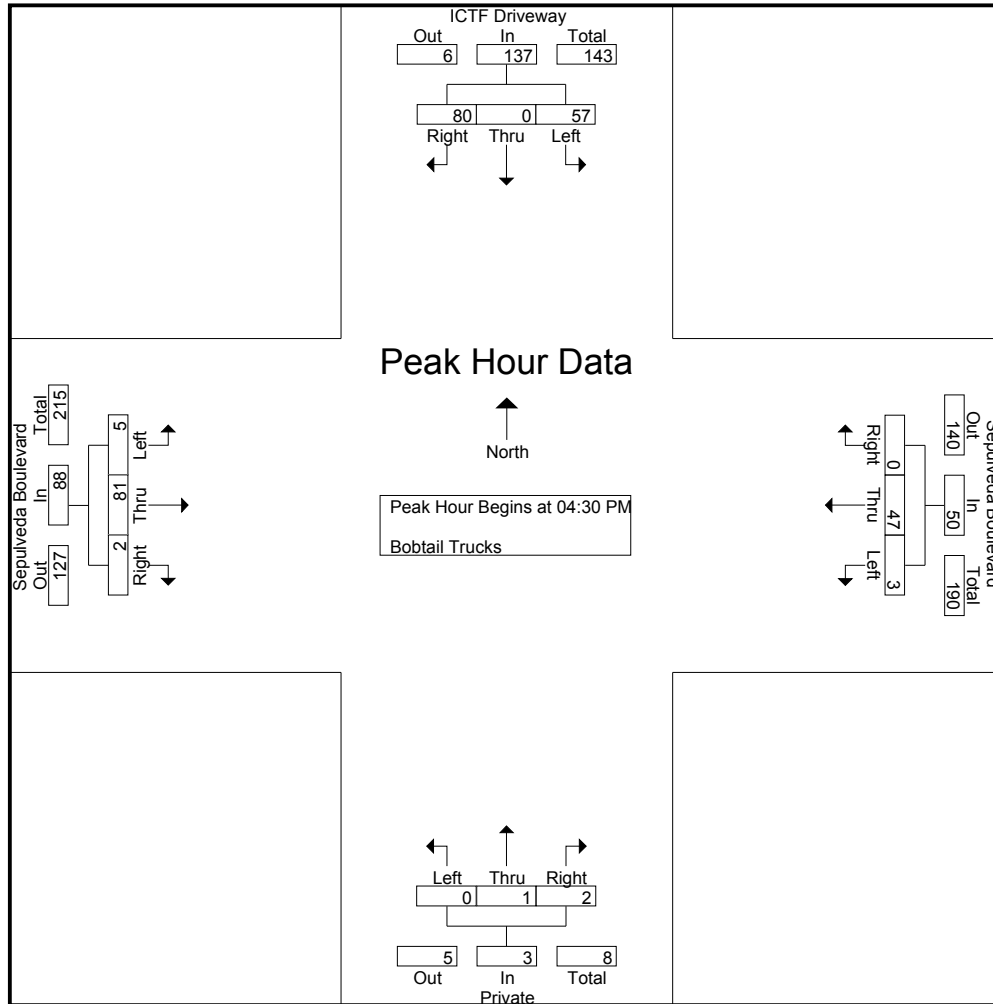 ICTF Driveway
Out In Total
6 137 143
80 0 57
Right Thru Left
Peak Hour Data
North
Peak Hour Begins at 04:30 PM
Bobtail Trucks
Sepulveda Boulevard
Out In Total
127 88 215
5 81 2
Left Thru Right
Right Thru Left
0 47 3
140 50 190
Out In Total
Sepulveda Boulevard
Left Thru Right
0 1 2
5 3 8
Out In Total
Private